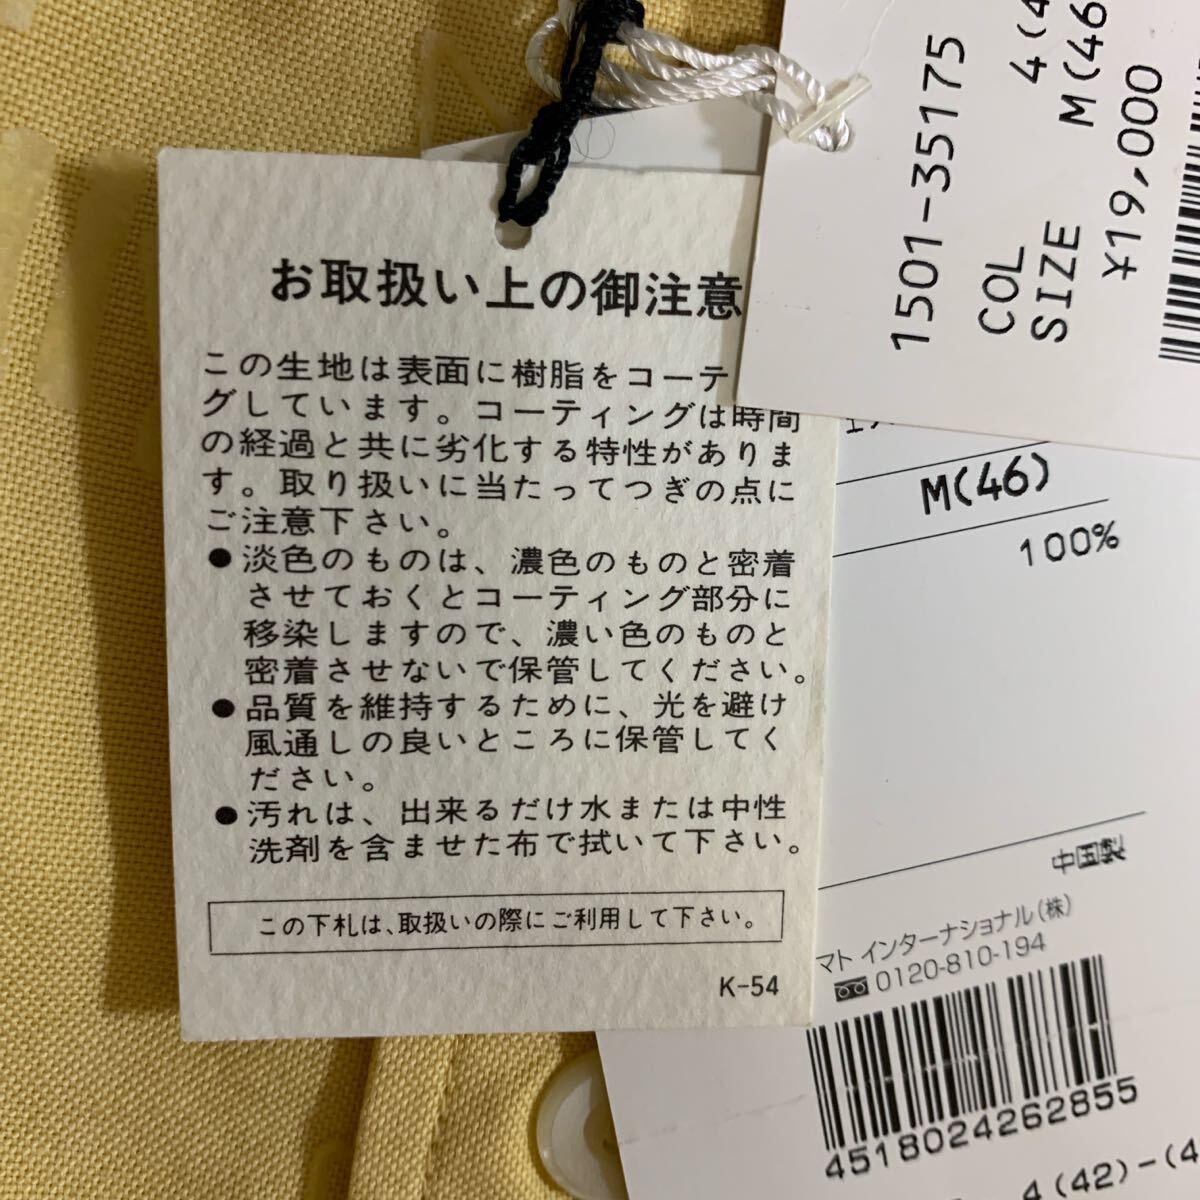 お取扱い上の御注意
この生地は表面に樹脂をコーテ
グしています。コーティングは時間
の経過と共に劣化する特性がありま
す。取り扱いに当たってつぎの点に
ご注意下さい。
●淡色のものは、濃色のものと密着
させておくとコーティング部分に
移染しますので、濃い色のものと
密着させないで保管してください。
●品質を維持するために、光を避け
風通しの良いところに保管してく
ださい。
●汚れは、出来るだけ水または中性
洗剤を含ませた布で拭いて下さい。
この下札は、取扱いの際にご利用して下さい。
K-54
1501-35175
COL 4(4
SIZE M(46
¥19,000
M(46)
100%
中国製
マト インターナショナル(株)
0120-810-194
4518024262855
4(42)-(4